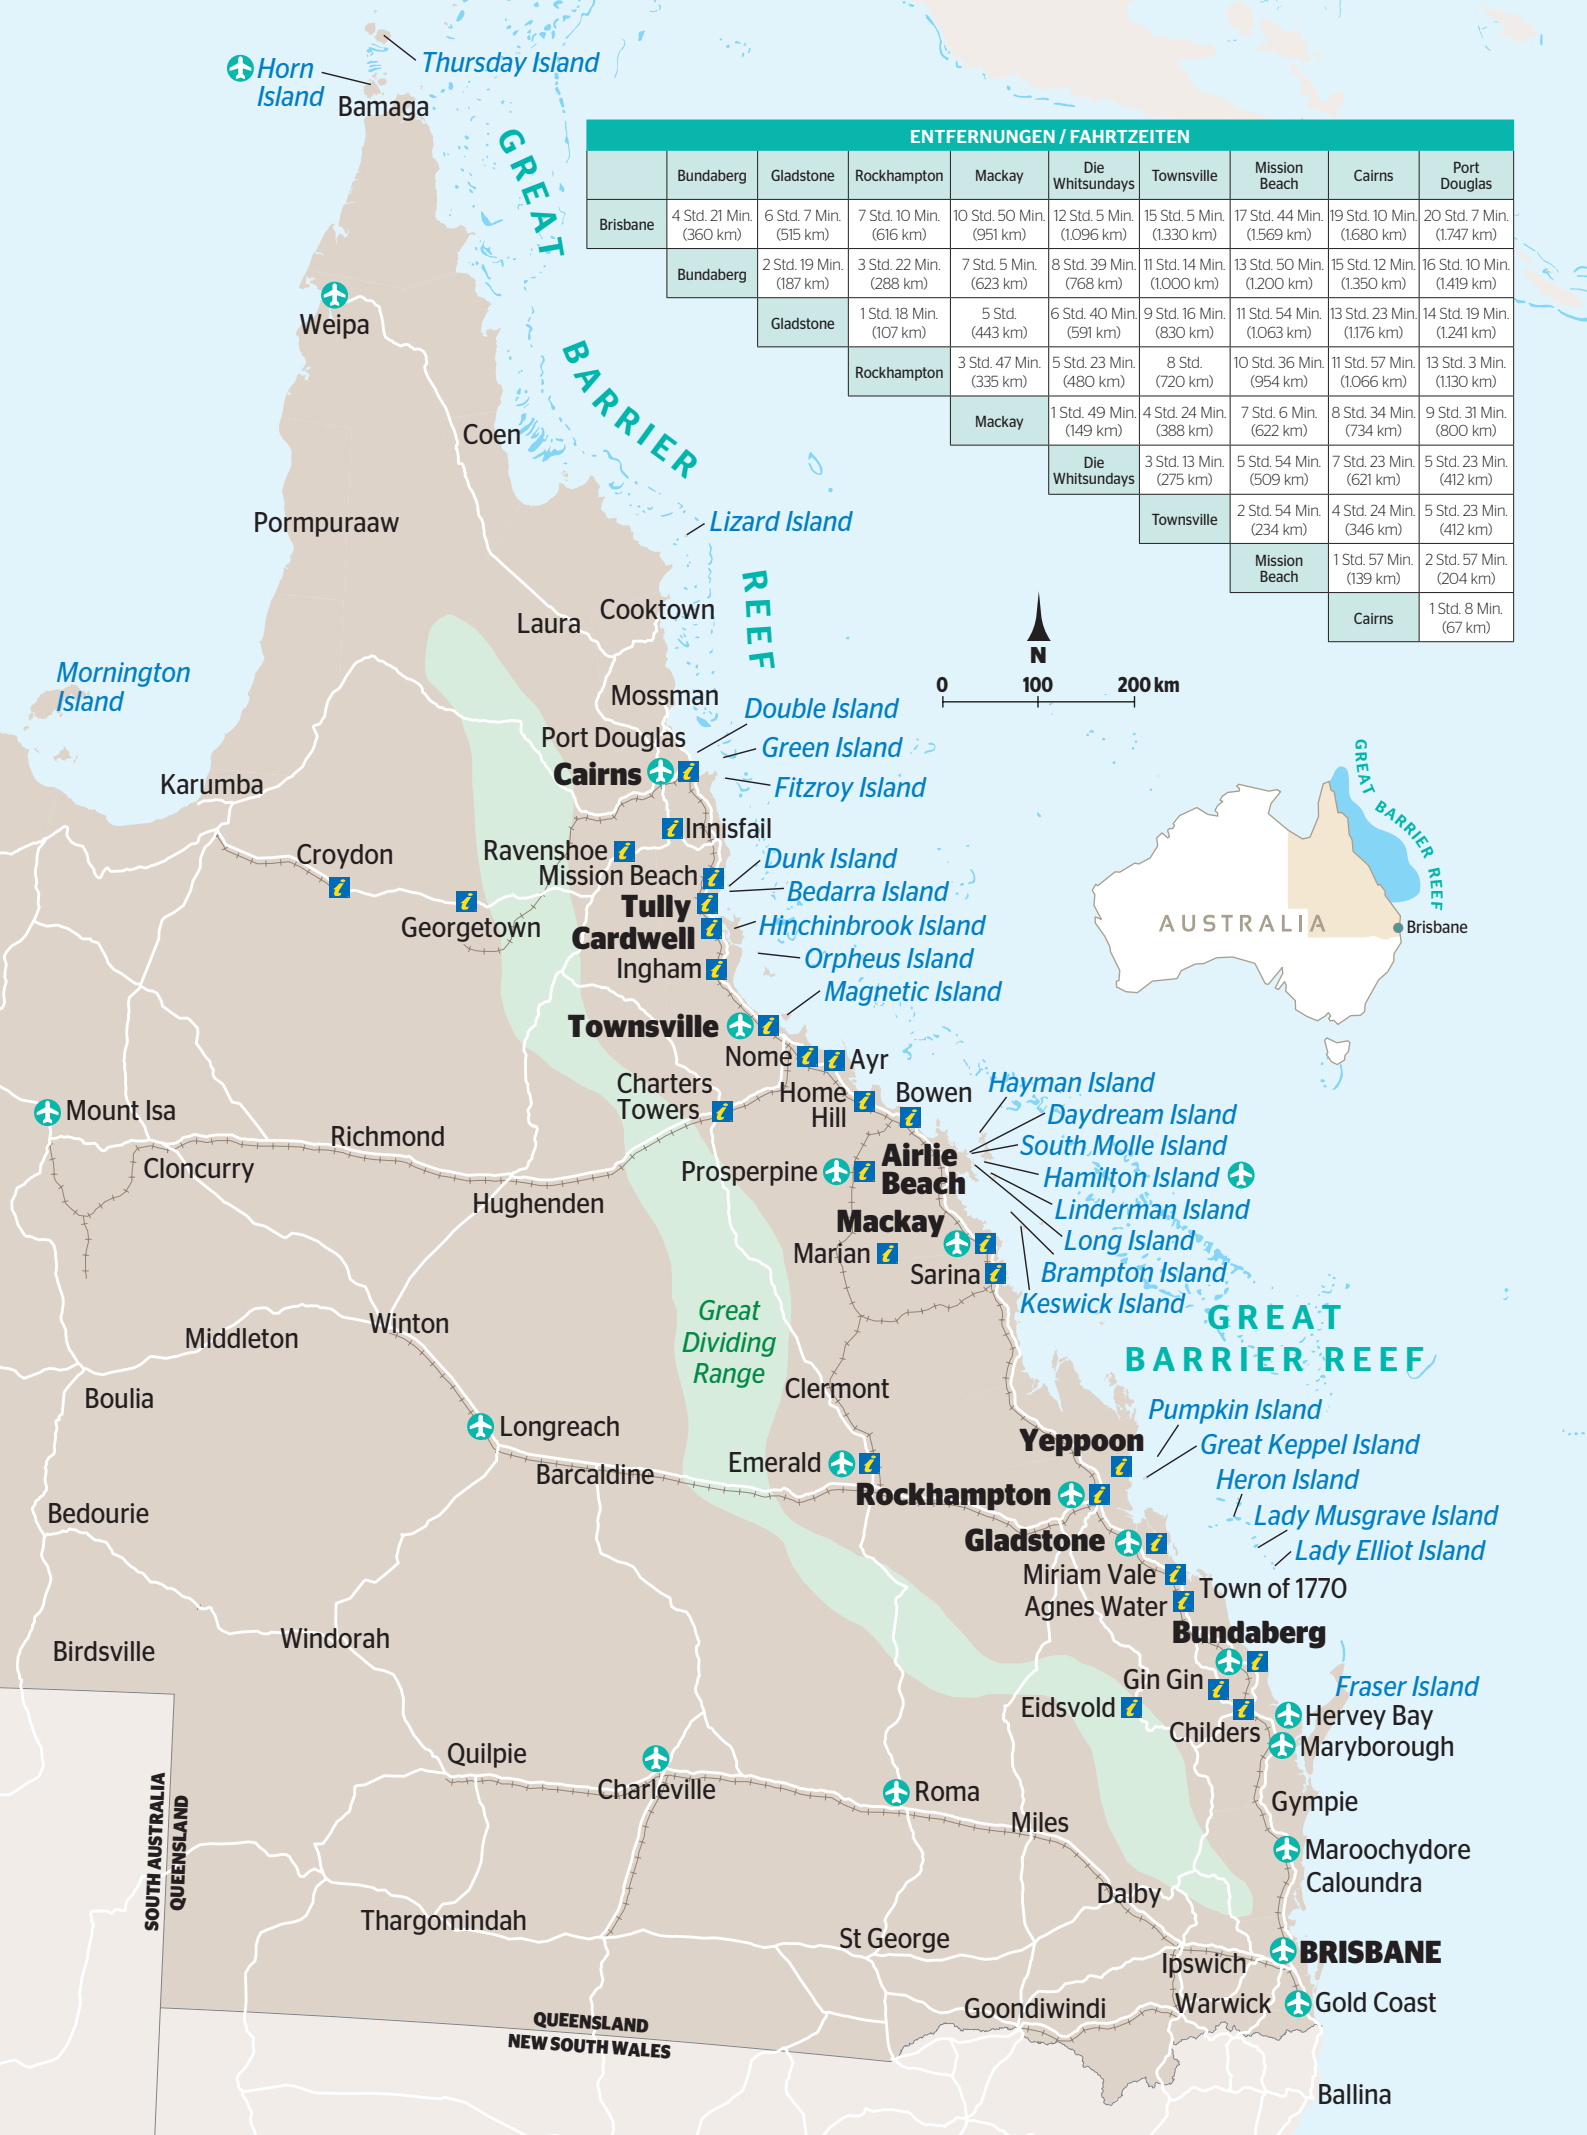 Thursday Island
Horn
Island
Bamaga
GREAT
BARRIER
REEF
ENTFERNUNGEN / FAHRTZEITEN
Bundaberg Gladstone Rockhampton Mackay Die Whitsundays Townsville Mission Beach Cairns Port Douglas
Brisbane 4 Std. 21 Min. (360 km) 6 Std. 7 Min. (515 km) 7 Std. 10 Min. (616 km) 10 Std. 50 Min. (951 km) 12 Std. 5 Min. (1.096 km) 15 Std. 5 Min. (1.330 km) 17 Std. 44 Min. (1.569 km) 19 Std. 10 Min. (1.680 km) 20 Std. 7 Min. (1.747 km)
Bundaberg 2 Std. 19 Min. (187 km) 3 Std. 22 Min. (288 km) 7 Std. 5 Min. (623 km) 8 Std. 39 Min. (768 km) 11 Std. 14 Min. (1.000 km) 13 Std. 50 Min. (1.200 km) 15 Std. 12 Min. (1.350 km) 16 Std. 10 Min. (1.419 km)
Gladstone 1 Std. 18 Min. (107 km) 5 Std. (443 km) 6 Std. 40 Min. (591 km) 9 Std. 16 Min. (830 km) 11 Std. 54 Min. (1.063 km) 13 Std. 23 Min. (1.176 km) 14 Std. 19 Min. (1.241 km)
Rockhampton 3 Std. 47 Min. (335 km) 5 Std. 23 Min. (480 km) 8 Std. (720 km) 10 Std. 36 Min. (954 km) 11 Std. 57 Min. (1.066 km) 13 Std. 3 Min. (1.130 km)
Mackay 1 Std. 49 Min. (149 km) 4 Std. 24 Min. (388 km) 7 Std. 6 Min. (622 km) 8 Std. 34 Min. (734 km) 9 Std. 31 Min. (800 km)
Die Whitsundays 3 Std. 13 Min. (275 km) 5 Std. 54 Min. (509 km) 7 Std. 23 Min. (621 km) 5 Std. 23 Min. (412 km)
Townsville 2 Std. 54 Min. (234 km) 4 Std. 24 Min. (346 km) 5 Std. 23 Min. (412 km)
Mission Beach 1 Std. 57 Min. (139 km) 2 Std. 57 Min. (204 km)
Cairns 1 Std. 8 Min. (67 km)
N
0 100 200 km
Weipa
Coen
Pormpuraaw
Lizard Island
Laura
Cooktown
Mornington
Island
Mossman
Double Island
Port Douglas
Green Island
Cairns
Fitzroy Island
Karumba
Innisfail
Ravenshoe
Croydon
Dunk Island
Mission Beach
Bedarra Island
Tully
Georgetown
Hinchinbrook Island
Cardwell
Orpheus Island
Ingham
Magnetic Island
GREAT BARRIER REEF
AUSTRALIA
Brisbane
Townsville
Nome
Ayr
Charters
Towers
Home
Hill
Bowen
Hayman Island
Daydream Island
South Molle Island
Hamilton Island
Linderman Island
Long Island
Brampton Island
Keswick Island
Mount Isa
Richmond
Cloncurry
Airlie
Beach
Prosperpine
Hughenden
Mackay
Marian
Sarina
GREAT
BARRIER REEF
Great
Dividing
Range
Winton
Middleton
Boulia
Clermont
Longreach
Pumpkin Island
Yeppoon
Great Keppel Island
Emerald
Barcaldine
Heron Island
Rockhampton
Lady Musgrave Island
Bedourie
Gladstone
Lady Elliot Island
Miriam Vale
Town of 1770
Agnes Water
Bundaberg
Windorah
Birdsville
Gin Gin
Fraser Island
Eidsvold
Hervey Bay
Childers
Maryborough
Quilpie
Charleville
Roma
Gympie
Miles
SOUTH AUSTRALIA
QUEENSLAND
Maroochydore
Caloundra
Dalby
Thargomindah
St George
BRISBANE
Ipswich
Goondiwindi
Warwick
Gold Coast
QUEENSLAND
NEW SOUTH WALES
Ballina